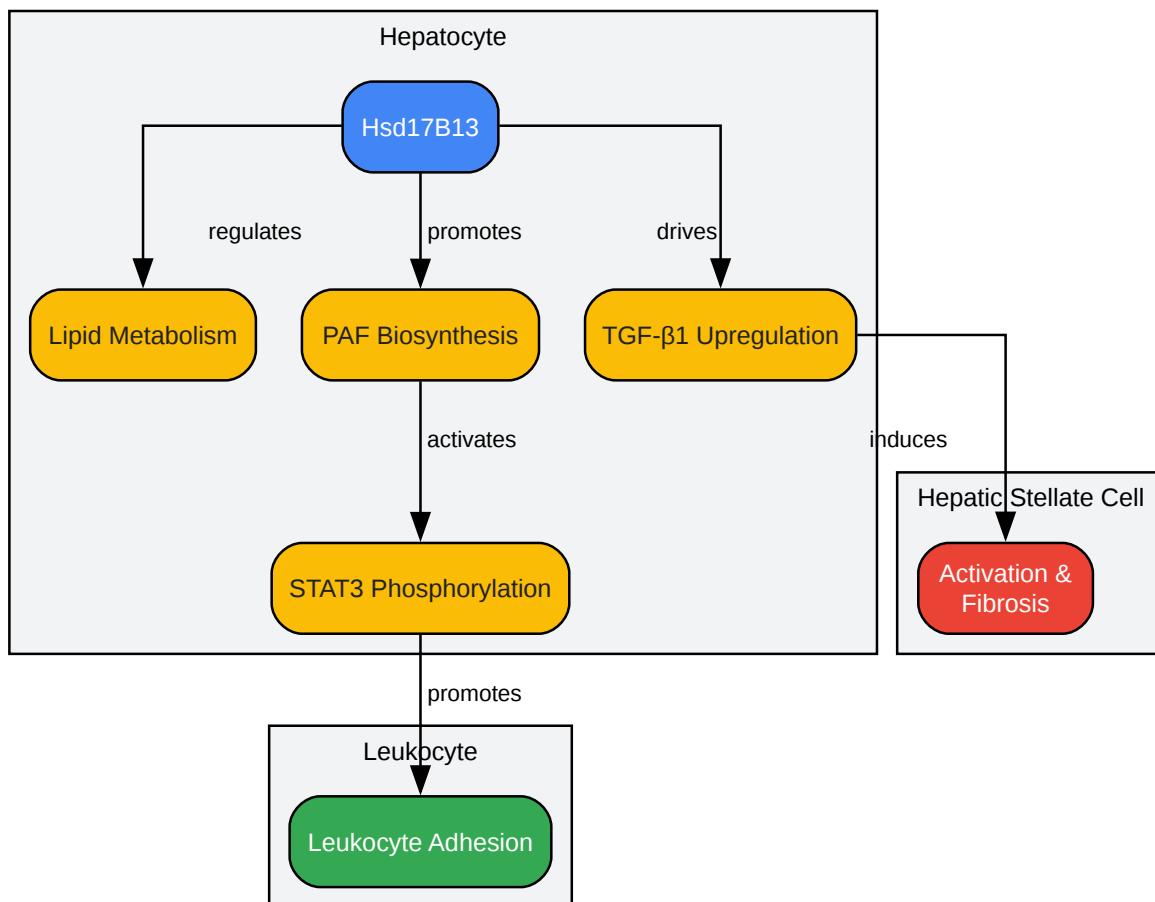 Hepatocyte
Hsd17B13
regulates
promotes
drives
Lipid Metabolism
PAF Biosynthesis
TGF-β1 Upregulation
activates
induces
Hepatic Stellate Cell
Activation &
Fibrosis
STAT3 Phosphorylation
promotes
Leukocyte
Leukocyte Adhesion